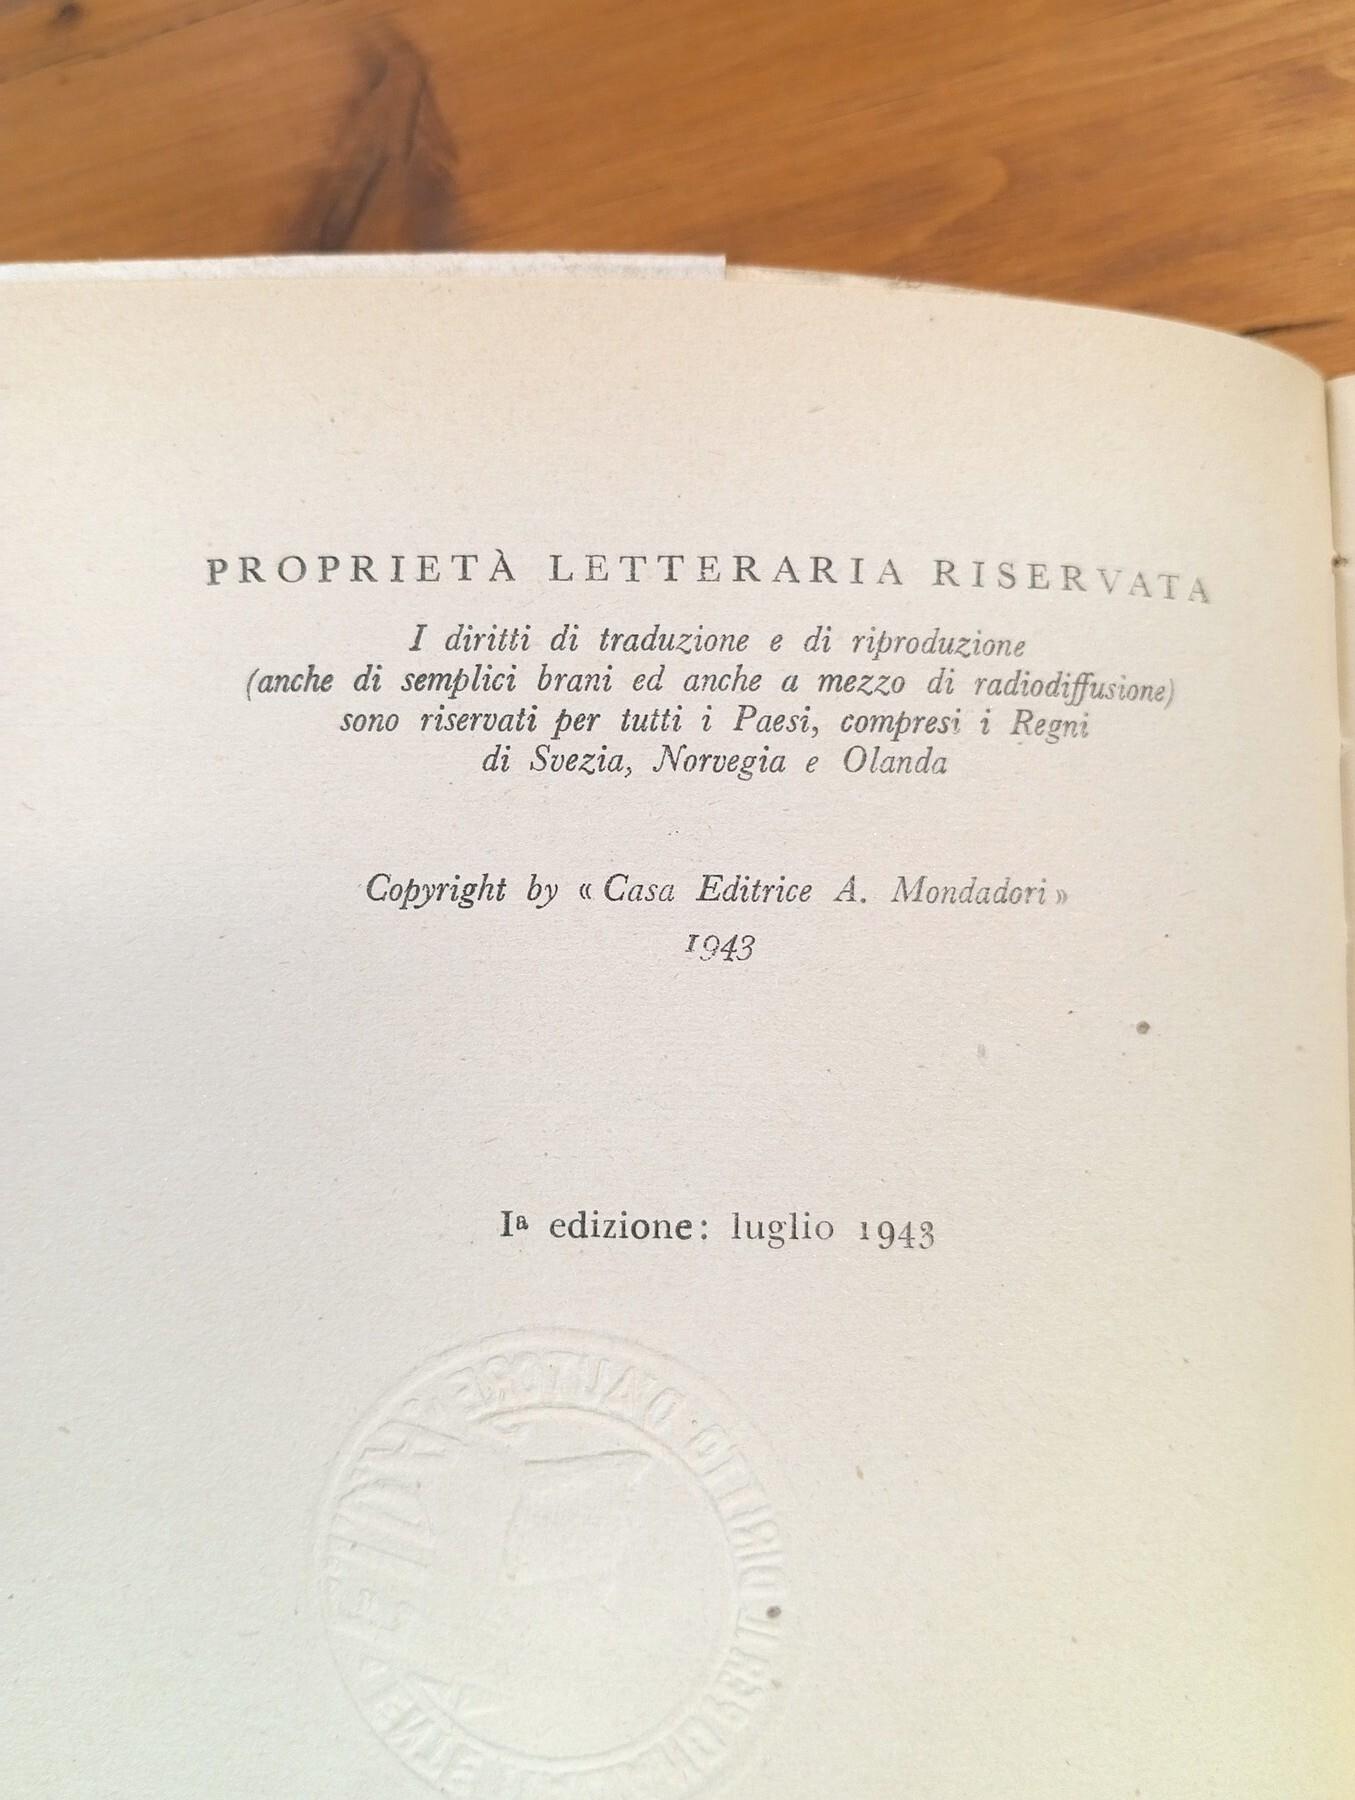 PROPRIETÀ LETTERARIA RISERVATA
I diritti di traduzione e di riproduzione
(anche di semplici brani ed anche a mezzo di radiodiffusione)
sono riservati per tutti i Paesi, compresi i Regni
di Svezia, Norvegia e Olanda
Copyright by « Casa Editrice A. Mondadori »
1943
Iª edizione: luglio 1943